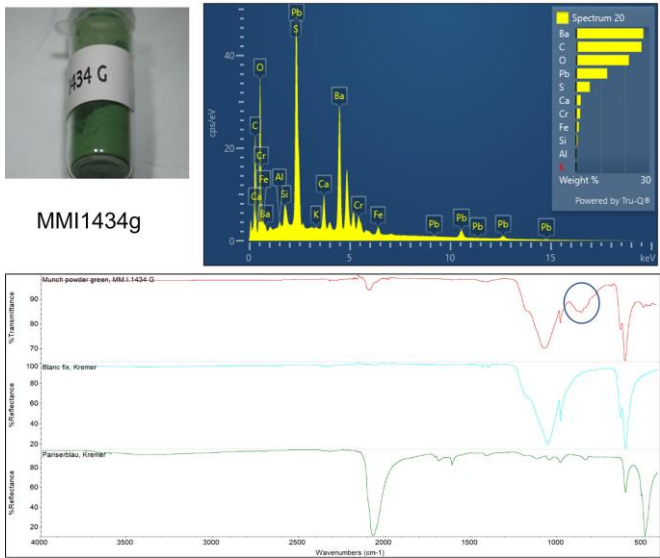 434 G
MMI1434g
cps/eV
40
20
0
0
5
10
15
keV
Pb
S
O
C
Cr
Fe
Ca
Ba
Al
Si
K
Ca
Ba
Cr
Fe
Pb
Pb
Pb
Pb
Pb
Spectrum 20
Ba
C
O
Pb
S
Ca
Cr
Fe
Si
Al
K
Weight %
30
Powered by Tru-Q®
Munch powder green, MM.I.1434 G
%Transmittance
90
80
70
Blanc fix, Kremer
%Reflectance
100
80
60
40
20
Pariserblau, Kremer
%Reflectance
80
60
40
20
4000
3500
3000
2500
2000
1500
1000
500
Wavenumbers (cm-1)